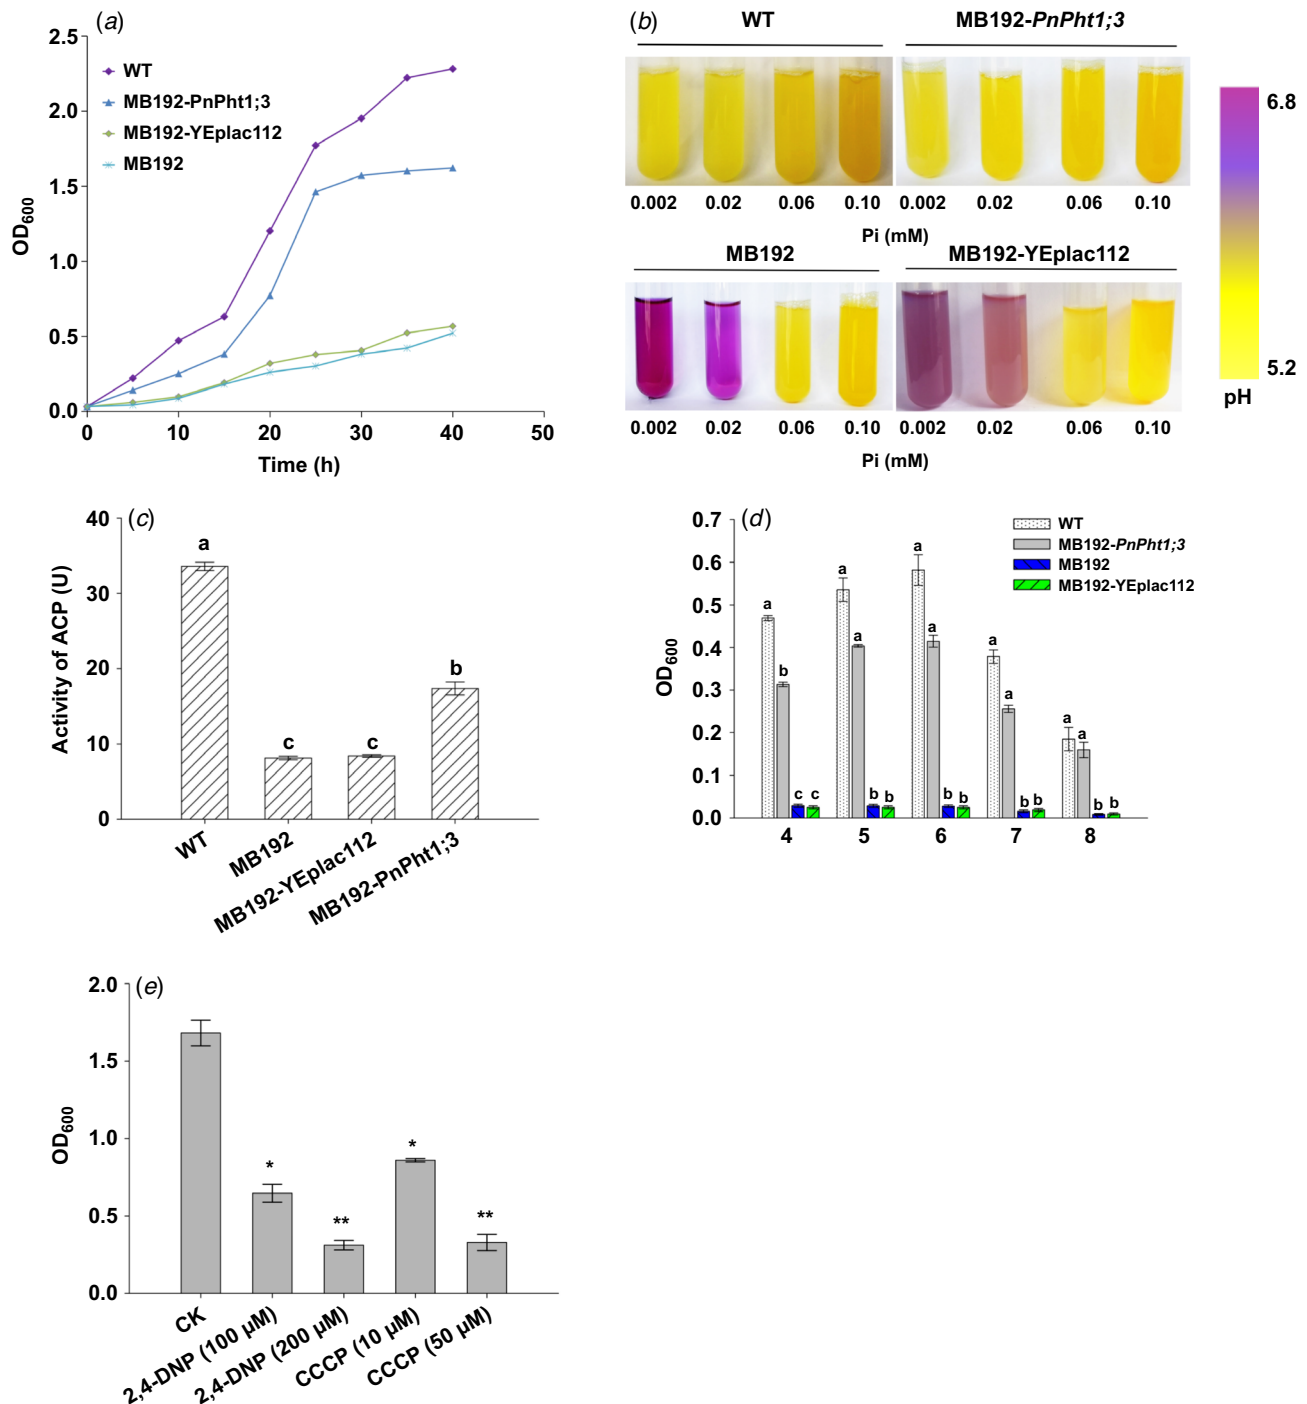 (a)
2.5
2.0
1.5
1.0
0.5
0.0
OD600
WT
MB192-PnPht1;3
MB192-YEplac112
MB192
0 10 20 30 40 50
Time (h)
(b)
WT
MB192-PnPht1;3
0.002 0.02 0.06 0.10 0.002 0.02 0.06 0.10
Pi (mM)
MB192
MB192-YEplac112
0.002 0.02 0.06 0.10 0.002 0.02 0.06 0.10
Pi (mM)
6.8
5.2
pH
(c)
40
30
20
10
0
Activity of ACP (U)
a
c
c
b
WT
MB192
MB192-YEplac112
MB192-PnPht1;3
(d)
0.7
0.6
0.5
0.4
0.3
0.2
0.1
0.0
OD600
WT
MB192-PnPht1;3
MB192
MB192-YEplac112
a b c c
a a b b
a a b b
a a b b
a a b b
4 5 6 7 8
(e)
2.0
1.5
1.0
0.5
0.0
OD600
*
**
*
**
CK
2,4-DNP (100 µM)
2,4-DNP (200 µM)
CCCP (10 µM)
CCCP (50 µM)